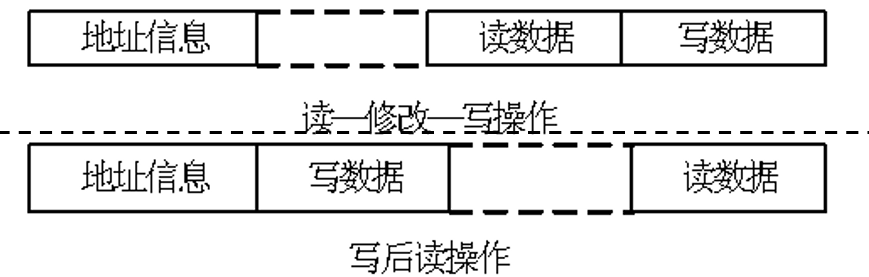 地址信息 读数据 写数据
读—修改—写操作
地址信息 写数据 读数据
写后读操作